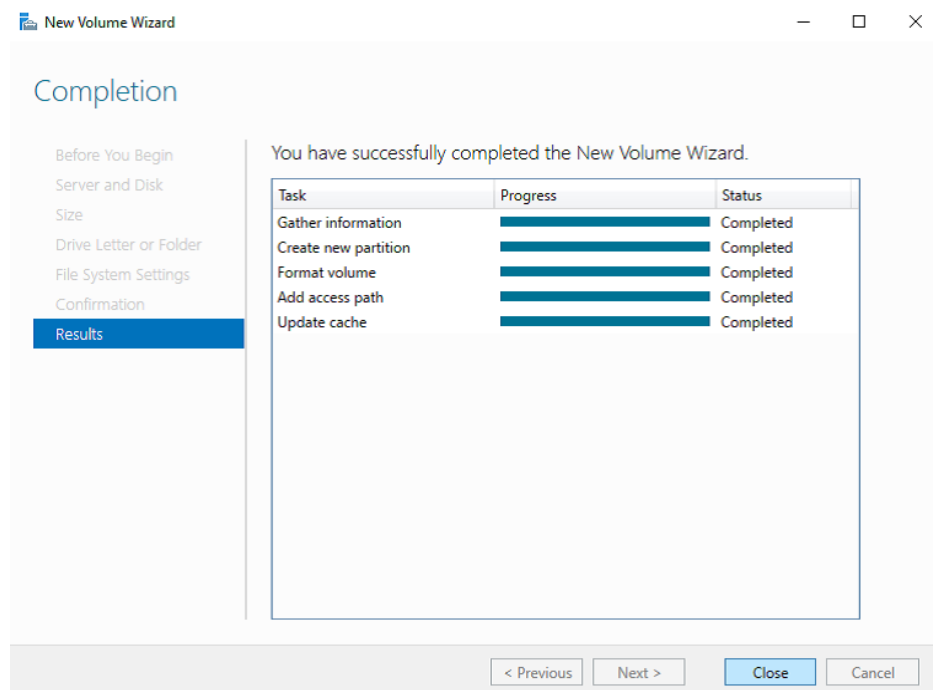 New Volume Wizard
Completion
Before You Begin
Server and Disk
Size
Drive Letter or Folder
File System Settings
Confirmation
Results
You have successfully completed the New Volume Wizard.
Task Progress Status
Gather information Completed
Create new partition Completed
Format volume Completed
Add access path Completed
Update cache Completed
< Previous Next > Close Cancel